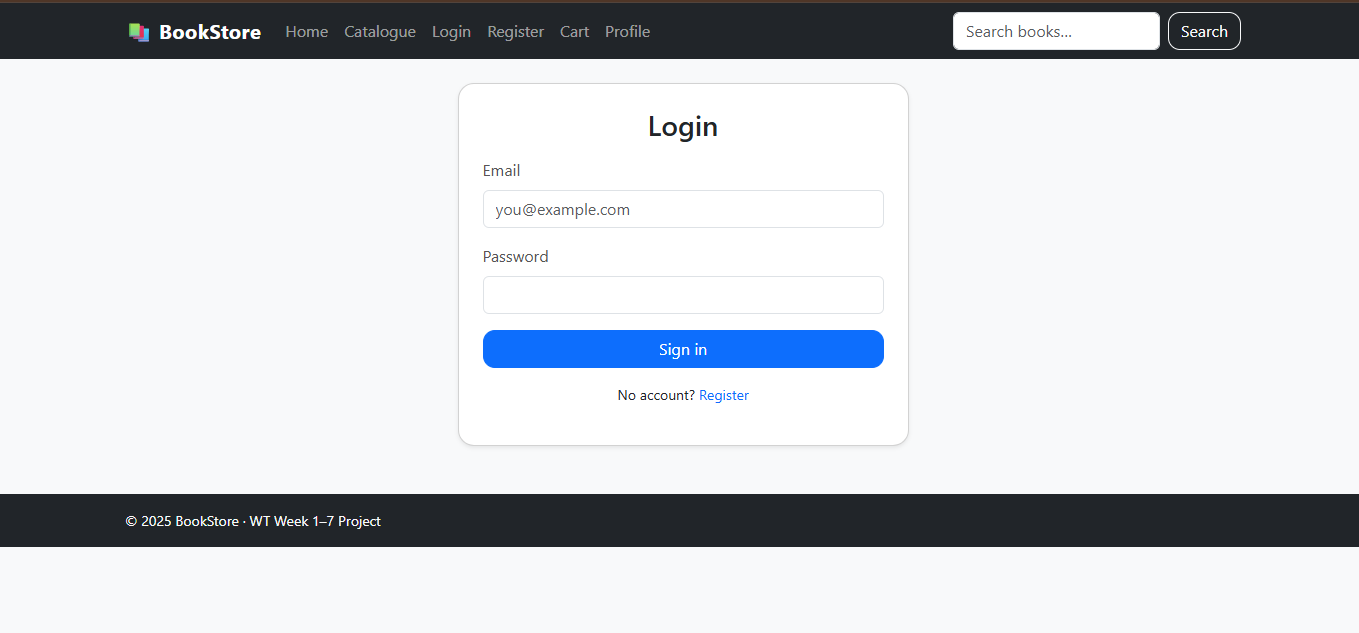 BookStore Home Catalogue Login Register Cart Profile Search books... Search
Login
Email
you@example.com
Password
Sign in
No account? Register
© 2025 BookStore · WT Week 1–7 Project